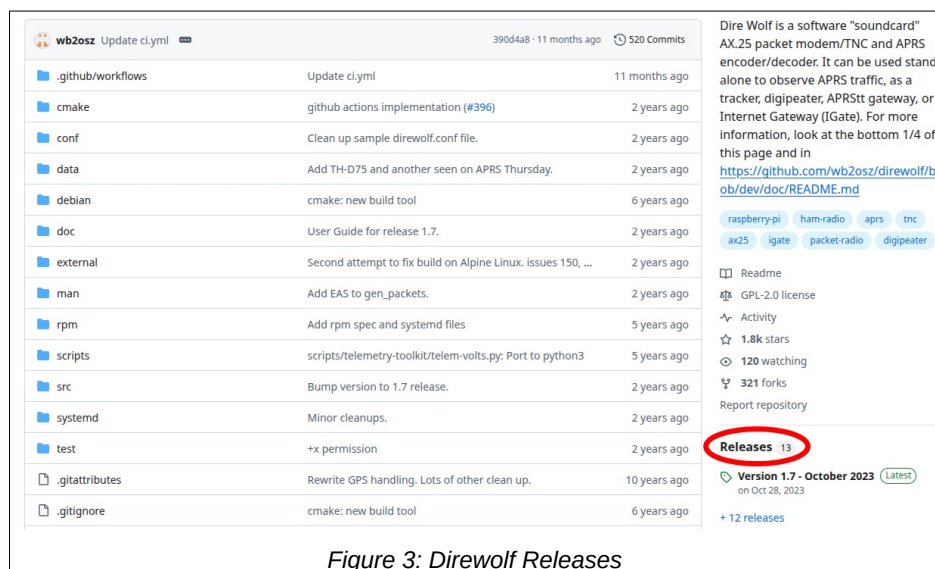 wb2osz Update ci.yml
390d4a8 · 11 months ago
520 Commits
.github/workflows Update ci.yml 11 months ago
cmake github actions implementation (#396) 2 years ago
conf Clean up sample direwolf.conf file. 2 years ago
data Add TH-D75 and another seen on APRS Thursday. 2 years ago
debian cmake: new build tool 6 years ago
doc User Guide for release 1.7. 2 years ago
external Second attempt to fix build on Alpine Linux. issues 150, ... 2 years ago
man Add EAS to gen_packets. 2 years ago
rpm Add rpm spec and systemd files 5 years ago
scripts scripts/telemetry-toolkit/telem-volts.py: Port to python3 5 years ago
src Bump version to 1.7 release. 2 years ago
systemd Minor cleanups. 2 years ago
test +x permission 2 years ago
.gitattributes Rewrite GPS handling. Lots of other clean up. 10 years ago
.gitignore cmake: new build tool 6 years ago
Dire Wolf is a software "soundcard"
AX.25 packet modem/TNC and APRS
encoder/decoder. It can be used stand
alone to observe APRS traffic, as a
tracker, digipeater, APRStt gateway, or
Internet Gateway (IGate). For more
information, look at the bottom 1/4 of
this page and in
https://github.com/wb2osz/direwolf/b
ob/dev/doc/README.md
raspberry-pi ham-radio aprs tnc
ax25 igate packet-radio digipeater
Readme
GPL-2.0 license
Activity
1.8k stars
120 watching
321 forks
Report repository
Releases 13
Version 1.7 - October 2023 Latest
on Oct 28, 2023
+ 12 releases
Figure 3: Direwolf Releases